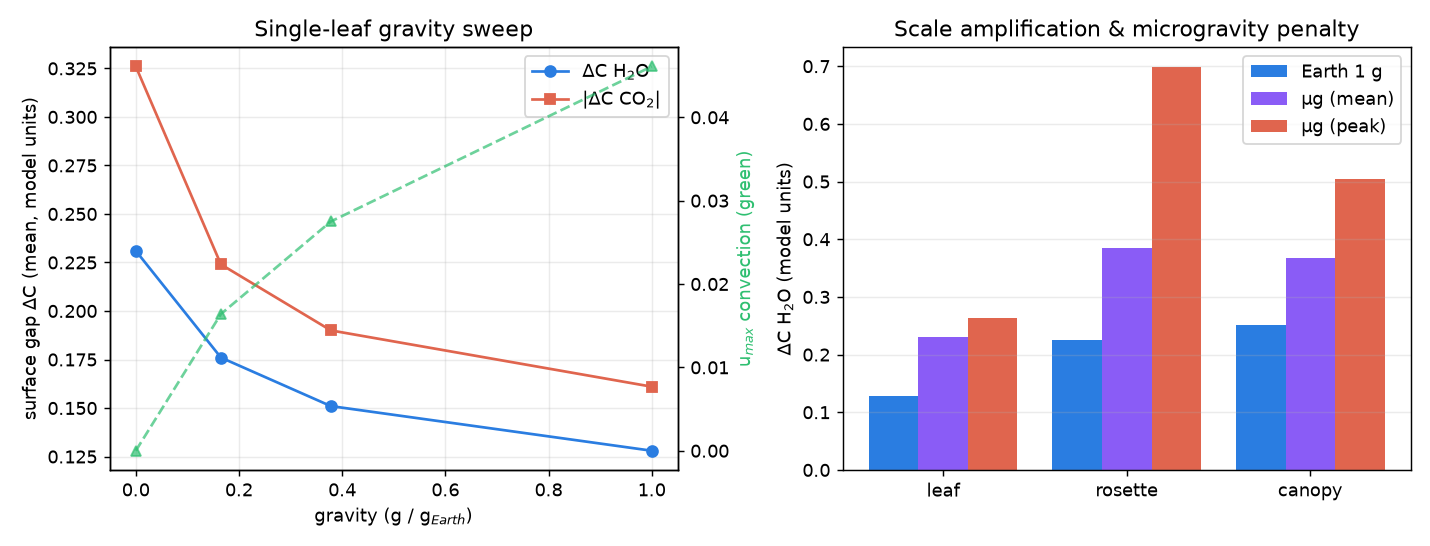 Single-leaf gravity sweep
ΔC H₂O
|ΔC CO₂|
surface gap ΔC (mean, model units)
0.325
0.300
0.275
0.250
0.225
0.200
0.175
0.150
0.125
0.0 0.2 0.4 0.6 0.8 1.0
gravity (g / g_Earth)
0.04
0.03
0.02
0.01
0.00
u_max convection (green)
Scale amplification & microgravity penalty
Earth 1 g
μg (mean)
μg (peak)
ΔC H₂O (model units)
0.7
0.6
0.5
0.4
0.3
0.2
0.1
0.0
leaf rosette canopy